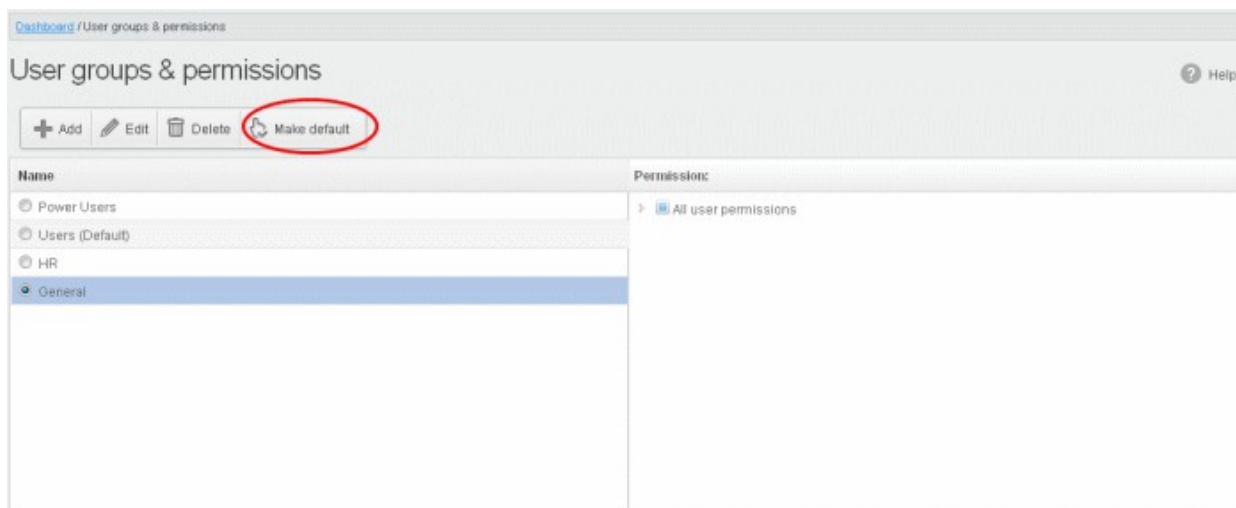 Dashboard / User groups & permissions
User groups & permissions
Help
Add Edit Delete Make default
Name Permission:
Power Users All user permissions
Users (Default)
HR
General